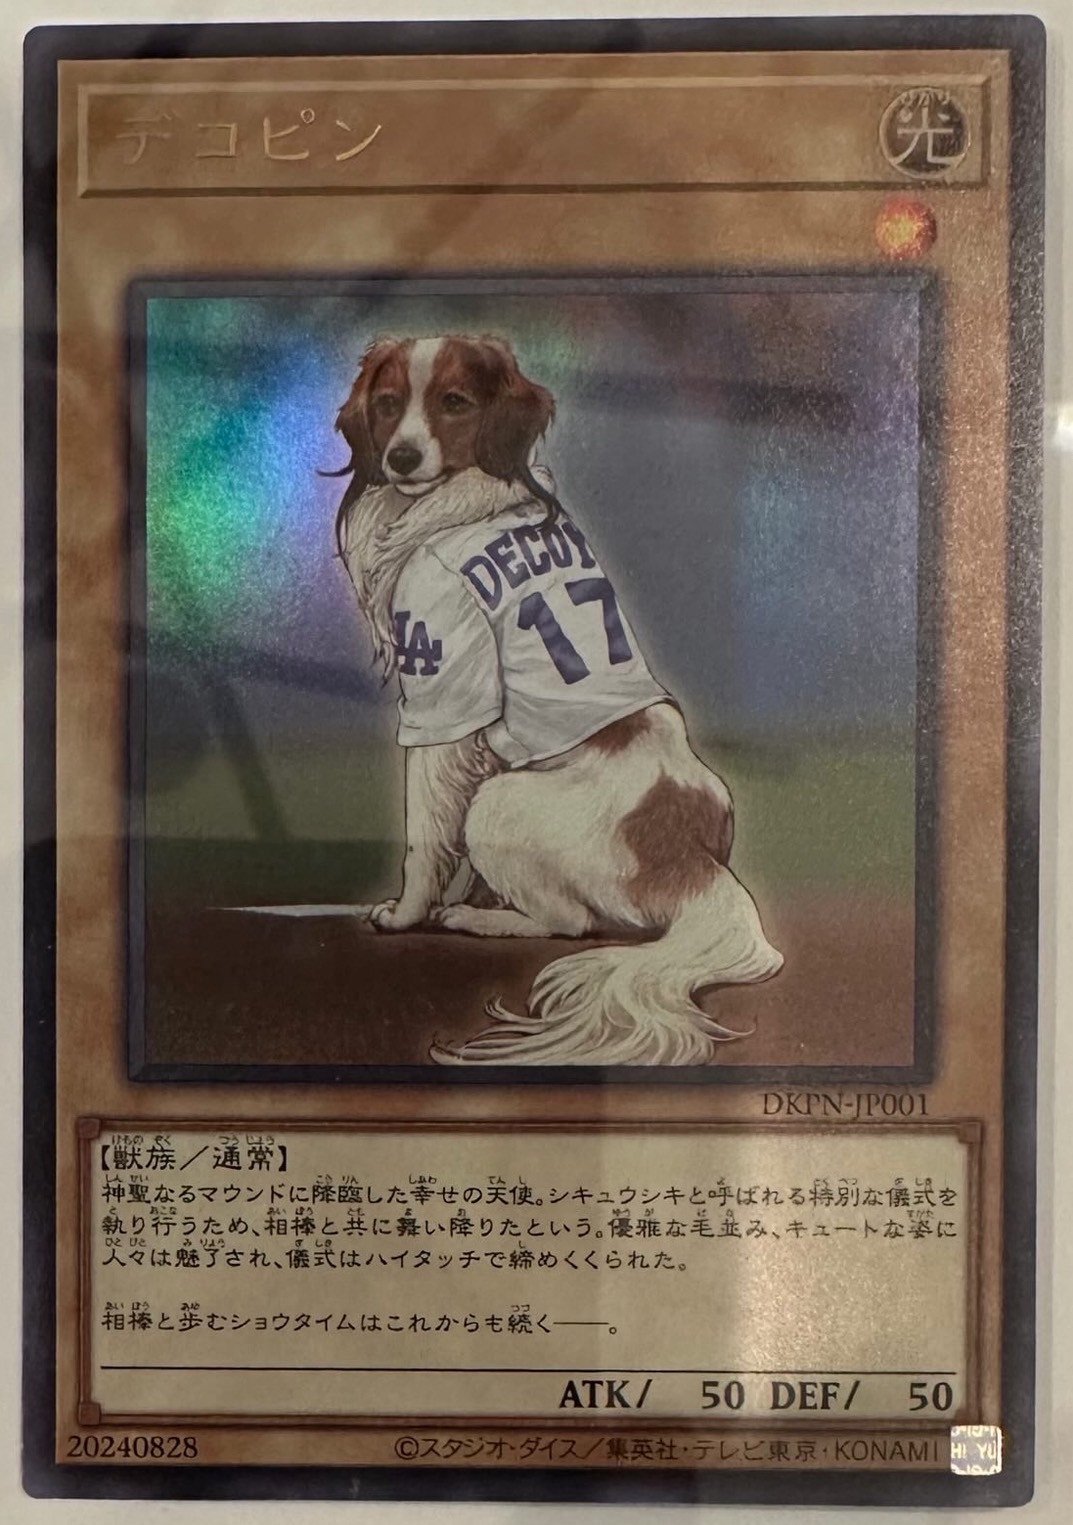 デコピン
光
DECOY
17
LA
DKPN-JP001
【獣族／通常】
神聖なるマウンドに降臨した幸せの天使。シキュウシキと呼ばれる特別な儀式を
執り行うため、相棒と共に舞い降りたという。優雅な毛並み、キュートな姿に
人々は魅了され、儀式はハイタッチで締めくくられた。
相棒と歩むショウタイムはこれからも続く――。
ATK/ 50 DEF/ 50
20240828 ©スタジオ・ダイス／集英社・テレビ東京・KONAMI